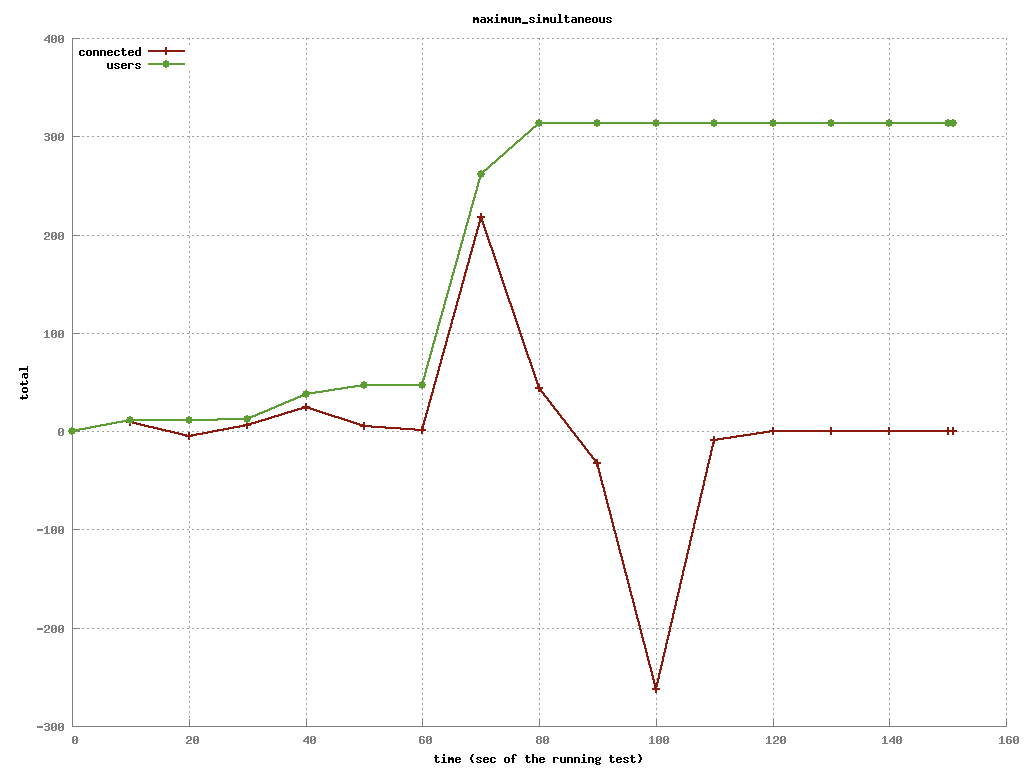 maximum_simultaneous
connected
users
400
300
200
100
0
-100
-200
-300
total
0 20 40 60 80 100 120 140 160
time (sec of the running test)